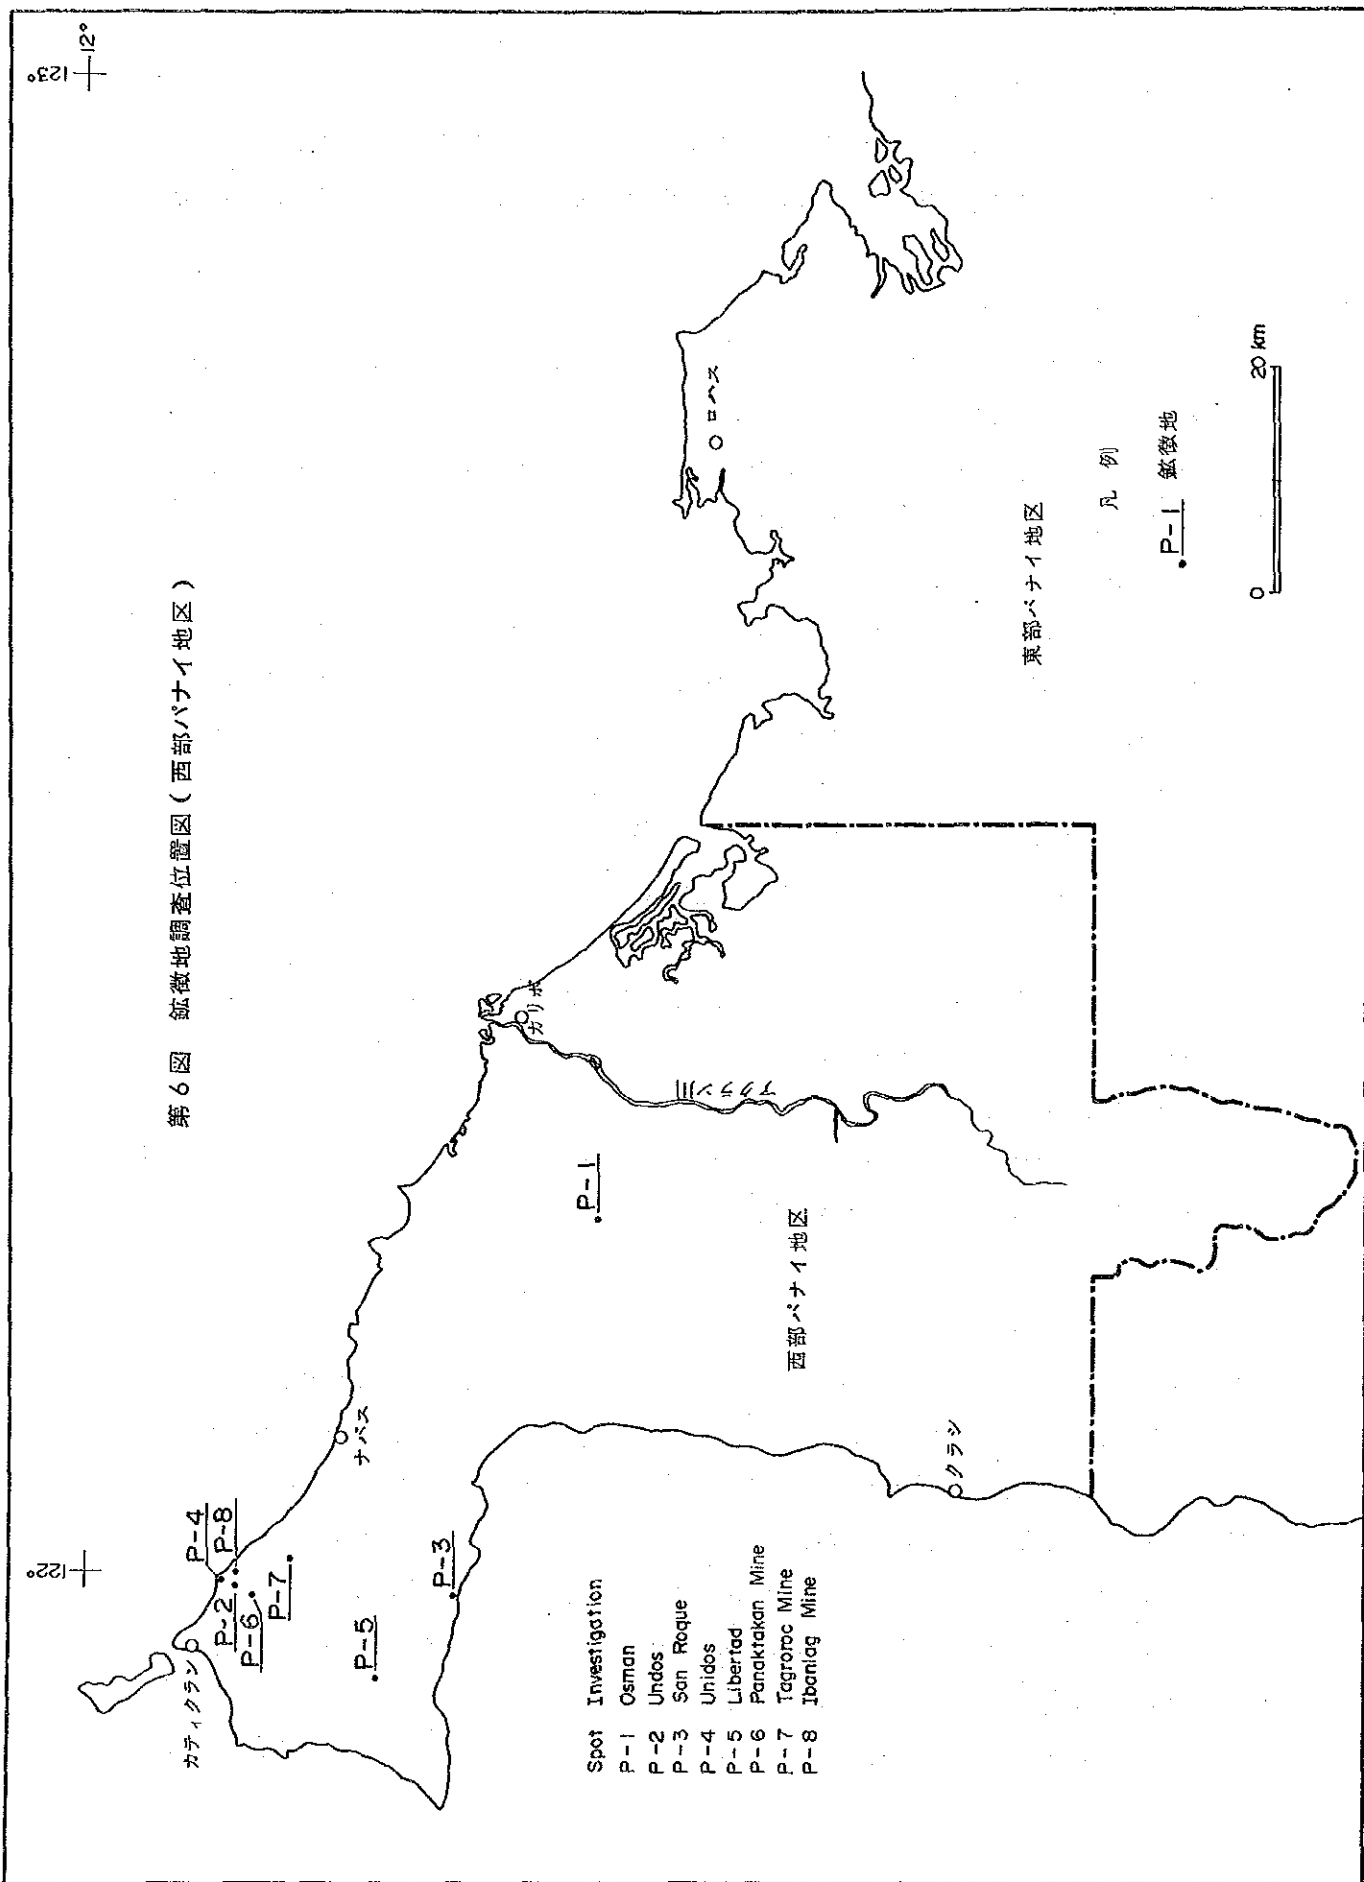 第6図 鉱徴地調査位置図(西部パナイ地区)
122°
123°
12°
カティクラン
P-4
P-8
P-2
P-6
P-7
P-5
P-3
ナバス
P-1
カリボ
アクラン川
ロハス
クラシ
西部パナイ地区
東部パナイ地区
凡例
P-1 鉱徴地
0 20 km
Spot Investigation
P-1 Osman
P-2 Undos
P-3 San Roque
P-4 Unidos
P-5 Libertad
P-6 Panaktakan Mine
P-7 Tagroroc Mine
P-8 Ibanlag Mine